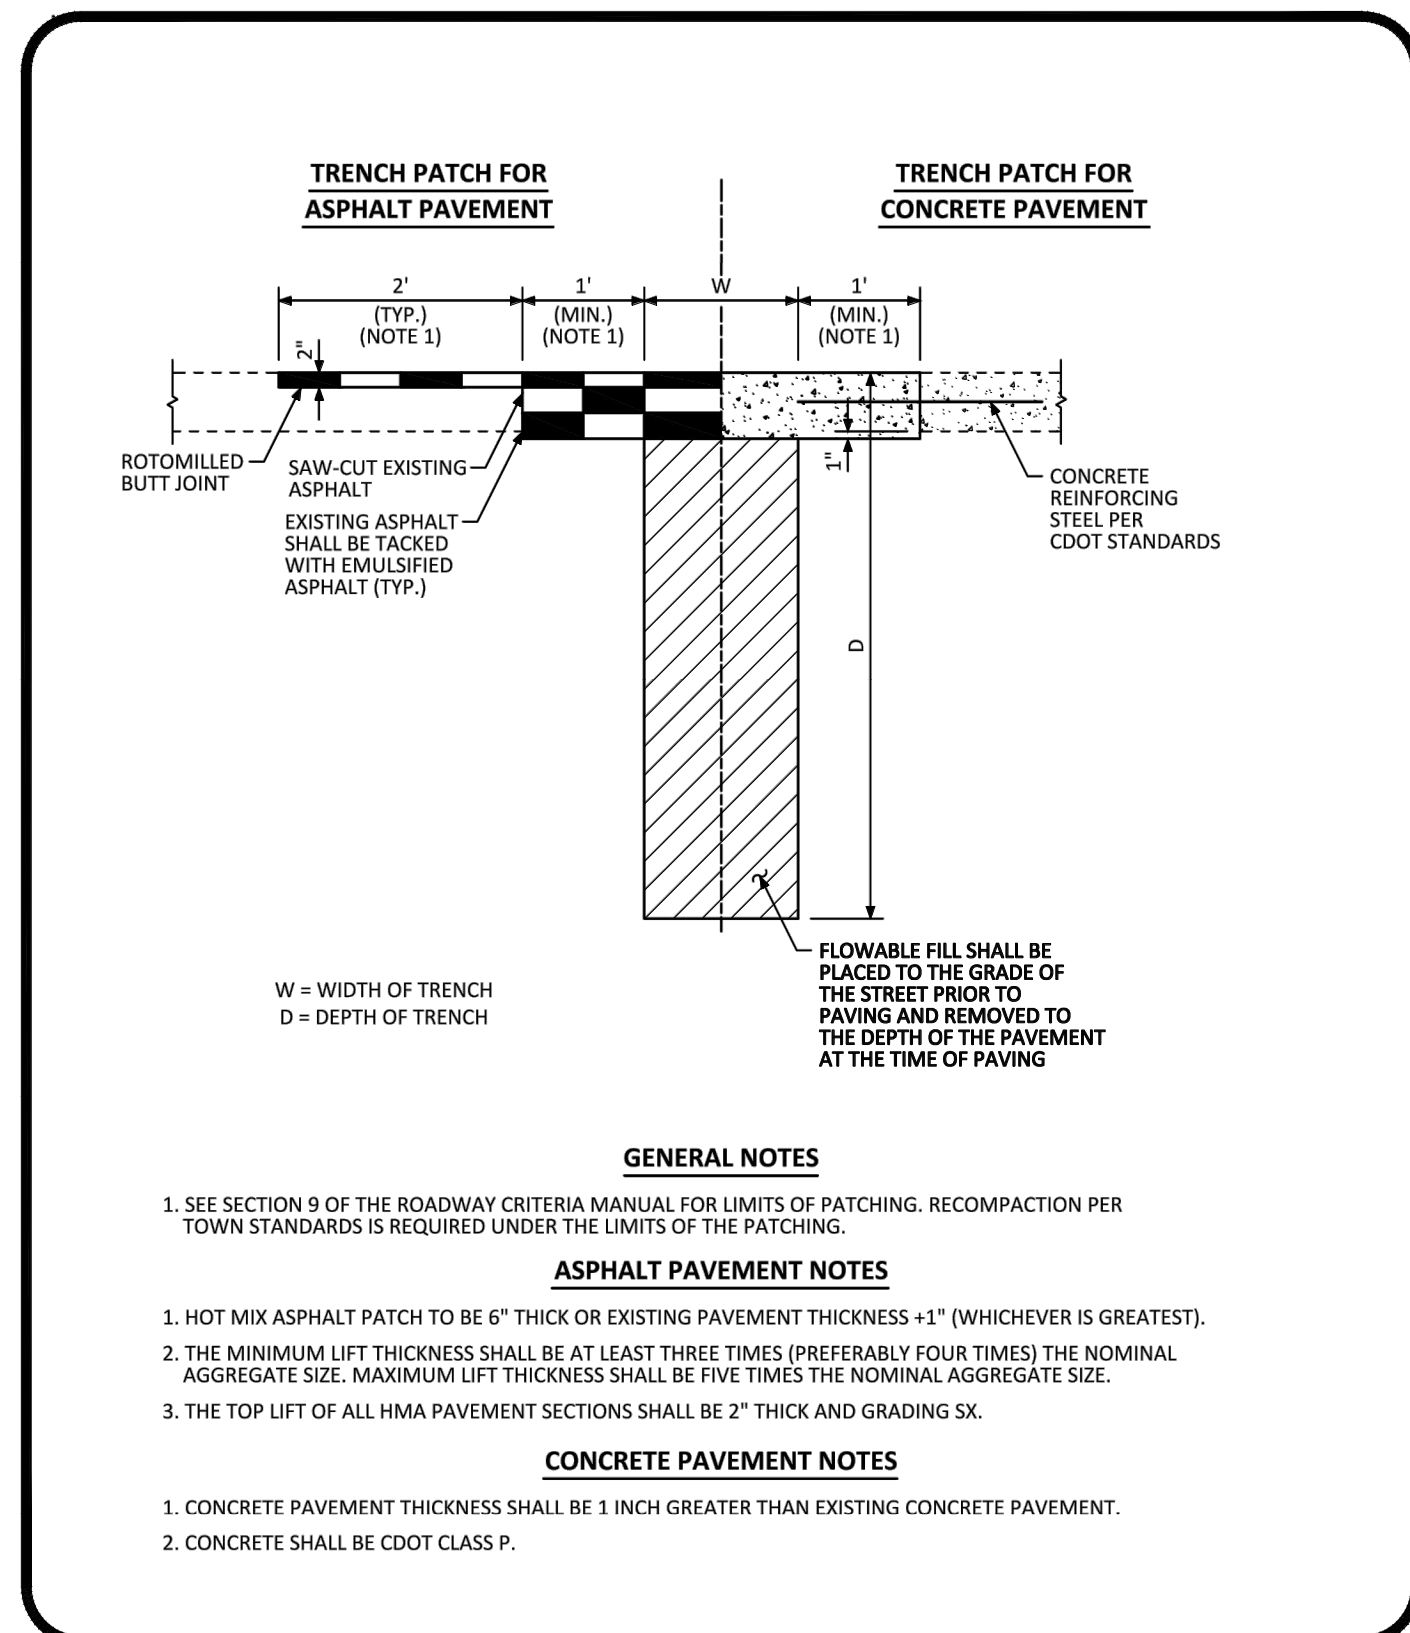 TRENCH PATCH FOR
ASPHALT PAVEMENT
TRENCH PATCH FOR
CONCRETE PAVEMENT
2'
(TYP.)
(NOTE 1)
1'
(MIN.)
(NOTE 1)
W
1'
(MIN.)
(NOTE 1)
2"
ROTOMILLED
BUTT JOINT
SAW-CUT EXISTING
ASPHALT
EXISTING ASPHALT
SHALL BE TACKED
WITH EMULSIFIED
ASPHALT (TYP.)
1"
CONCRETE
REINFORCING
STEEL PER
CDOT STANDARDS
D
FLOWABLE FILL SHALL BE
PLACED TO THE GRADE OF
THE STREET PRIOR TO
PAVING AND REMOVED TO
THE DEPTH OF THE PAVEMENT
AT THE TIME OF PAVING
W = WIDTH OF TRENCH
D = DEPTH OF TRENCH
GENERAL NOTES
1. SEE SECTION 9 OF THE ROADWAY CRITERIA MANUAL FOR LIMITS OF PATCHING. RECOMPACTION PER
TOWN STANDARDS IS REQUIRED UNDER THE LIMITS OF THE PATCHING.
ASPHALT PAVEMENT NOTES
1. HOT MIX ASPHALT PATCH TO BE 6" THICK OR EXISTING PAVEMENT THICKNESS +1" (WHICHEVER IS GREATEST).
2. THE MINIMUM LIFT THICKNESS SHALL BE AT LEAST THREE TIMES (PREFERABLY FOUR TIMES) THE NOMINAL
AGGREGATE SIZE. MAXIMUM LIFT THICKNESS SHALL BE FIVE TIMES THE NOMINAL AGGREGATE SIZE.
3. THE TOP LIFT OF ALL HMA PAVEMENT SECTIONS SHALL BE 2" THICK AND GRADING SX.
CONCRETE PAVEMENT NOTES
1. CONCRETE PAVEMENT THICKNESS SHALL BE 1 INCH GREATER THAN EXISTING CONCRETE PAVEMENT.
2. CONCRETE SHALL BE CDOT CLASS P.